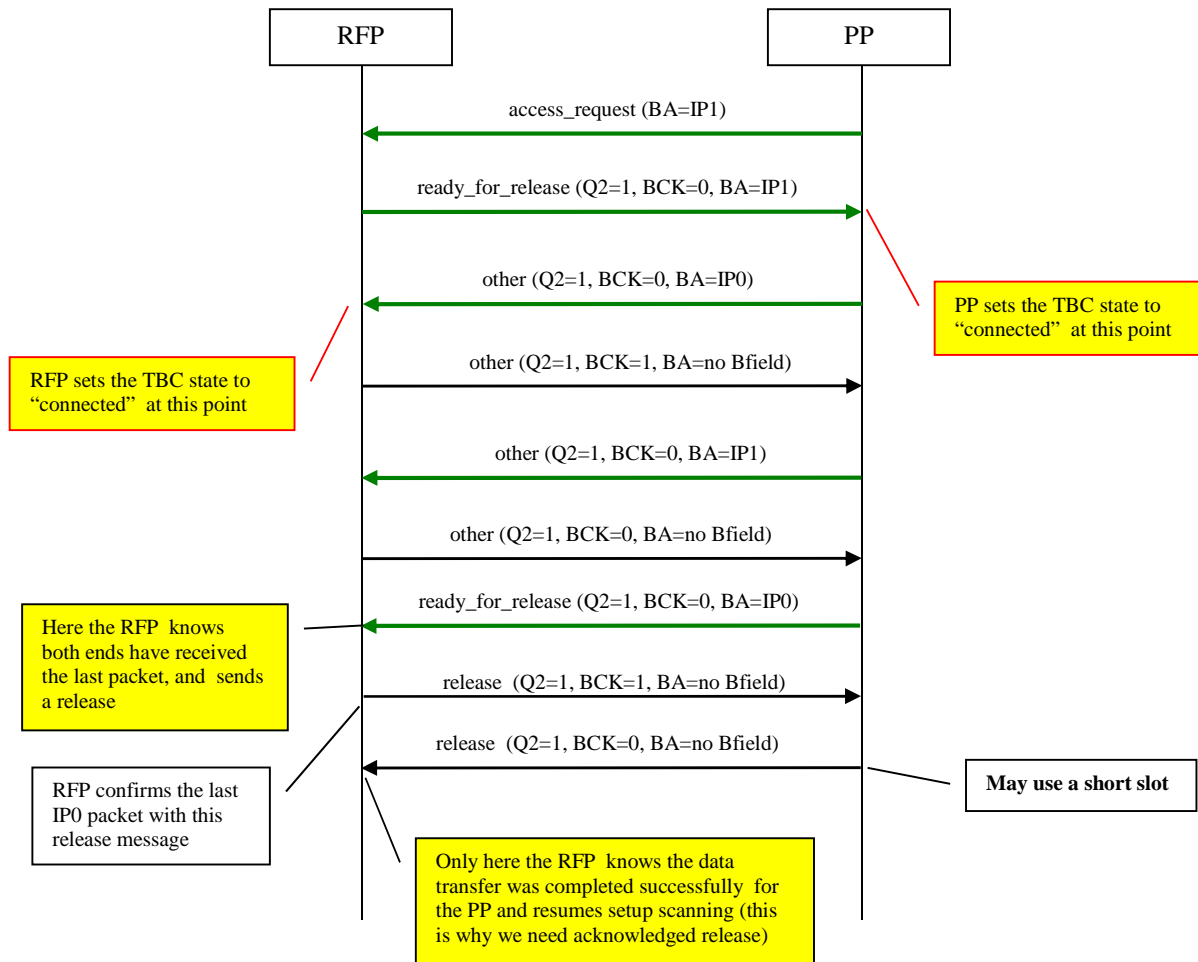 RFP
PP
access_request (BA=IP1)
ready_for_release (Q2=1, BCK=0, BA=IP1)
other (Q2=1, BCK=0, BA=IP0)
PP sets the TBC state to
“connected” at this point
other (Q2=1, BCK=1, BA=no Bfield)
RFP sets the TBC state to
“connected” at this point
other (Q2=1, BCK=0, BA=IP1)
other (Q2=1, BCK=0, BA=no Bfield)
ready_for_release (Q2=1, BCK=0, BA=IP0)
Here the RFP knows
both ends have received
the last packet, and sends
a release
release (Q2=1, BCK=1, BA=no Bfield)
release (Q2=1, BCK=0, BA=no Bfield)
RFP confirms the last
IP0 packet with this
release message
May use a short slot
Only here the RFP knows the data
transfer was completed successfully for
the PP and resumes setup scanning (this
is why we need acknowledged release)